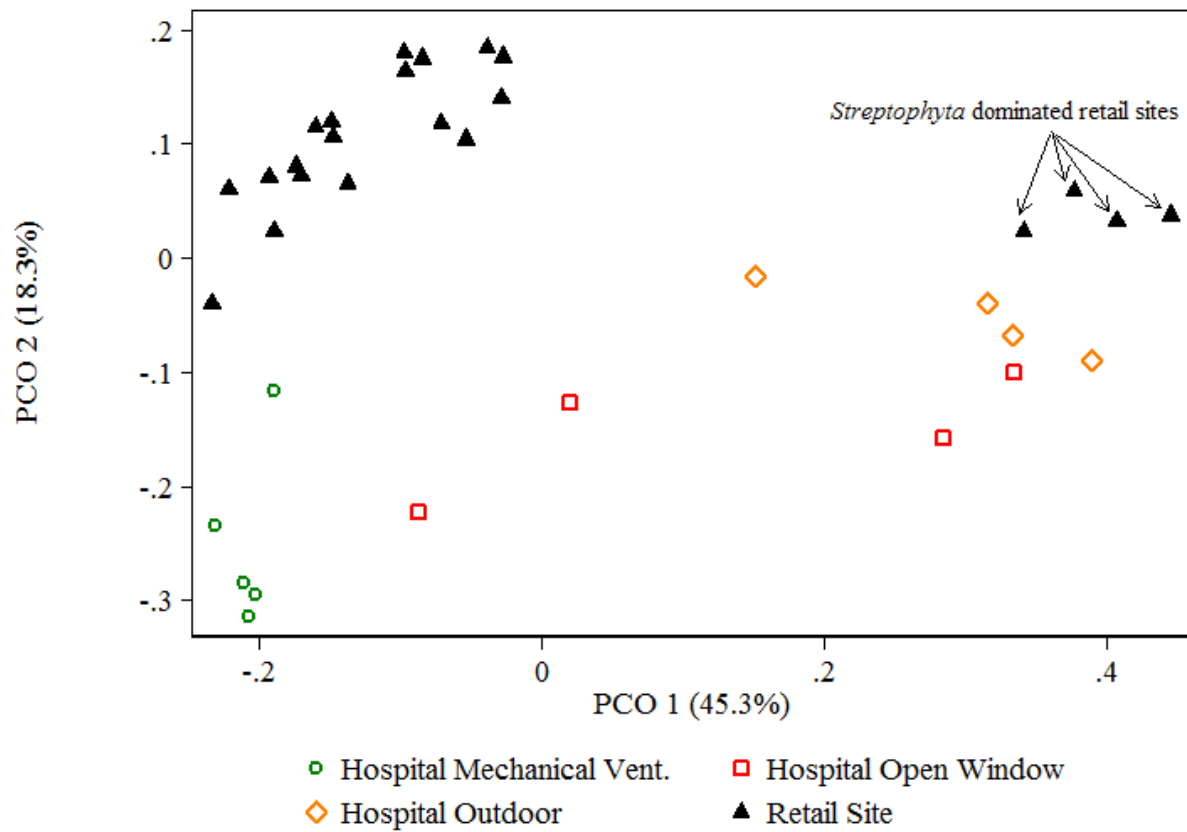 .2
Streptophyta dominated retail sites
.1
0
-.1
-.2
-.3
PCO 2 (18.3%)
-.2 0 .2 .4
PCO 1 (45.3%)
Hospital Mechanical Vent. Hospital Open Window
Hospital Outdoor Retail Site